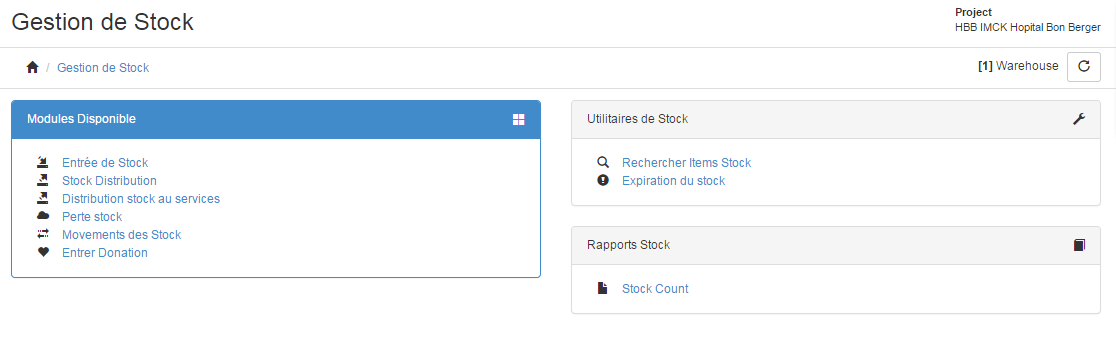 Gestion de Stock
Project
HBB IMCK Hopital Bon Berger
/ Gestion de Stock
[1] Warehouse
Modules Disponible
Entrée de Stock
Stock Distribution
Distribution stock au services
Perte stock
Movements des Stock
Entrer Donation
Utilitaires de Stock
Rechercher Items Stock
Expiration du stock
Rapports Stock
Stock Count